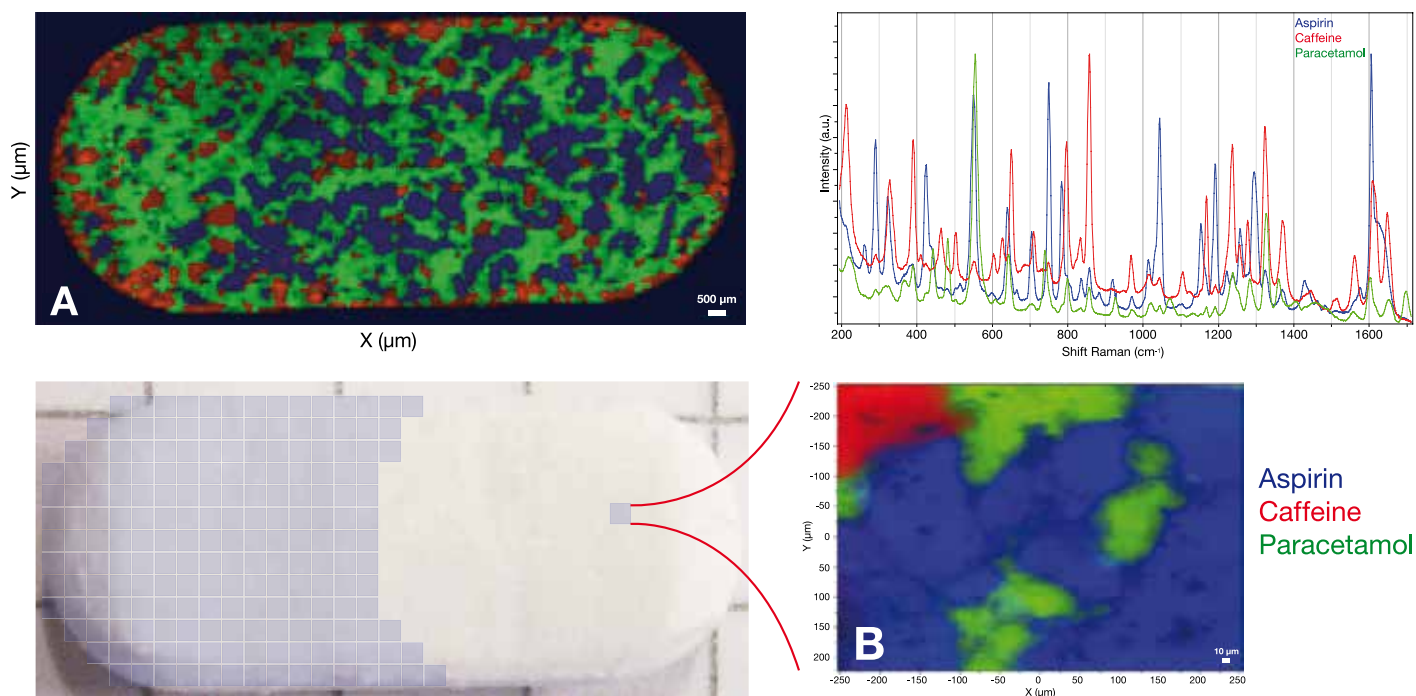 Y (µm)
A
500 µm
X (µm)
Aspirin
Caffeine
Paracetamol
Intensity (a.u.)
200 400 600 800 1000 1200 1400 1600
Shift Raman (cm-1)
-250
-200
-150
-100
-50
0
50
100
150
200
Y (µm)
B
10 µm
-250 -200 -150 -100 -50 0 50 100 150 200 250
X (µm)
Aspirin
Caffeine
Paracetamol